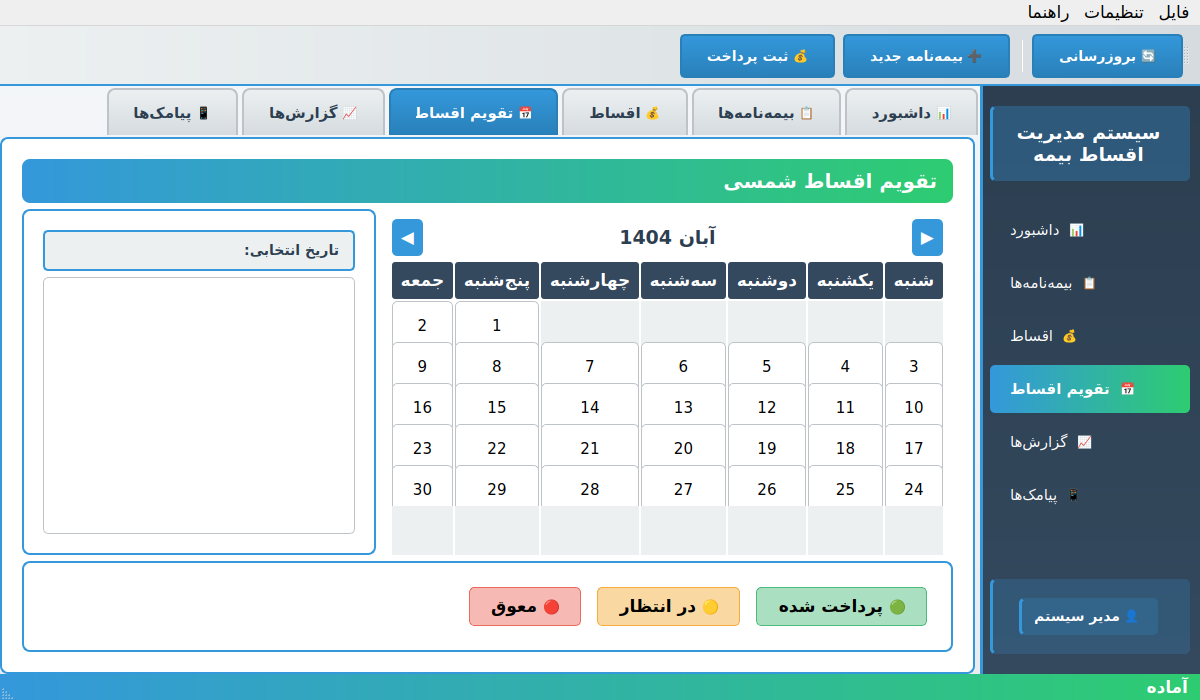 فایل تنظیمات راهنما
🔄 بروزرسانی ➕ بیمه‌نامه جدید 💰 ثبت پرداخت
سیستم مدیریت
اقساط بیمه
📊 داشبورد
📋 بیمه‌نامه‌ها
💰 اقساط
📅 تقویم اقساط
📈 گزارش‌ها
📱 پیامک‌ها
👤 مدیر سیستم
📊 داشبورد 📋 بیمه‌نامه‌ها 💰 اقساط 📅 تقویم اقساط 📈 گزارش‌ها 📱 پیامک‌ها
تقویم اقساط شمسی
▶ آبان 1404 ◀
شنبه یکشنبه دوشنبه سه‌شنبه چهارشنبه پنج‌شنبه جمعه
1 2
3 4 5 6 7 8 9
10 11 12 13 14 15 16
17 18 19 20 21 22 23
24 25 26 27 28 29 30
تاریخ انتخابی:
🟢 پرداخت شده 🟡 در انتظار 🔴 معوق
آماده